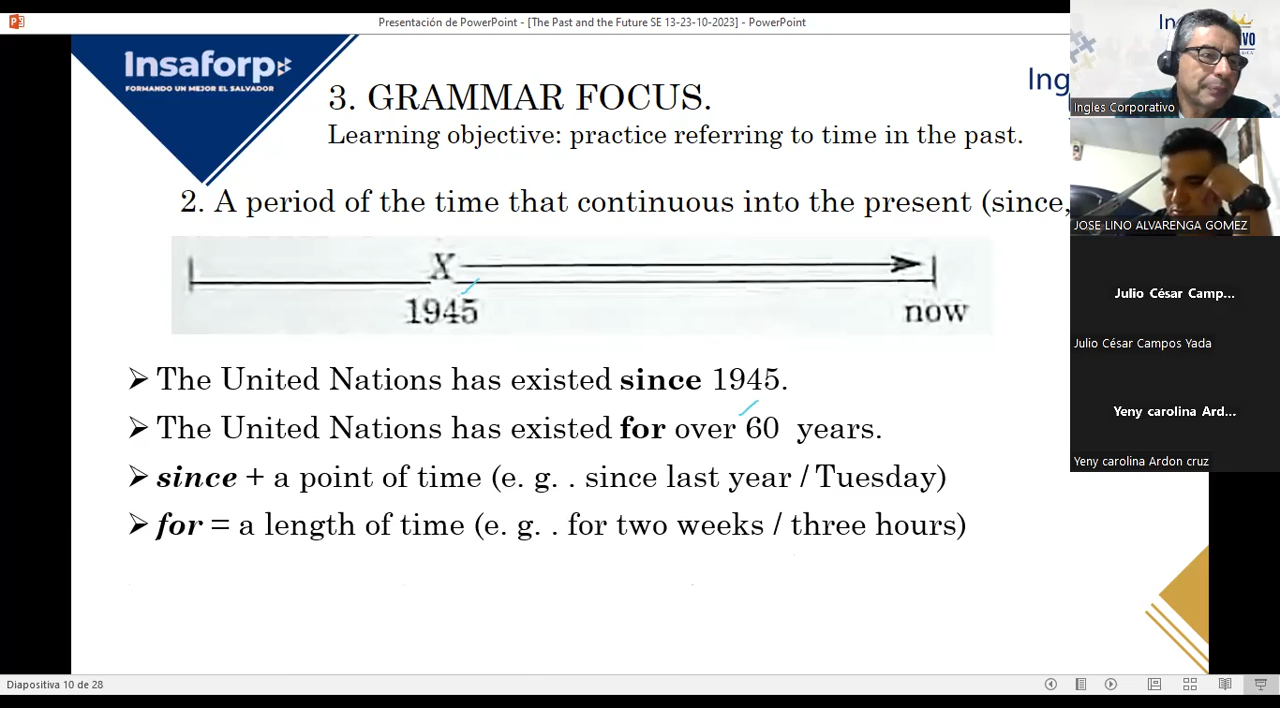 Presentación de PowerPoint - [The Past and the Future SE 13-23-10-2023] - PowerPoint
Insaforp
FORMANDO UN MEJOR EL SALVADOR
3. GRAMMAR FOCUS.
Learning objective: practice referring to time in the past.
2. A period of the time that continuous into the present (since,
X
1945
now
➢ The United Nations has existed since 1945.
➢ The United Nations has existed for over 60 years.
➢ since + a point of time (e. g. . since last year / Tuesday)
➢ for = a length of time (e. g. . for two weeks / three hours)
Diapositiva 10 de 28
Ingles Corporativo
JOSE LINO ALVARENGA GOMEZ
Julio César Camp...
Julio César Campos Yada
Yeny carolina Ard...
Yeny carolina Ardon cruz